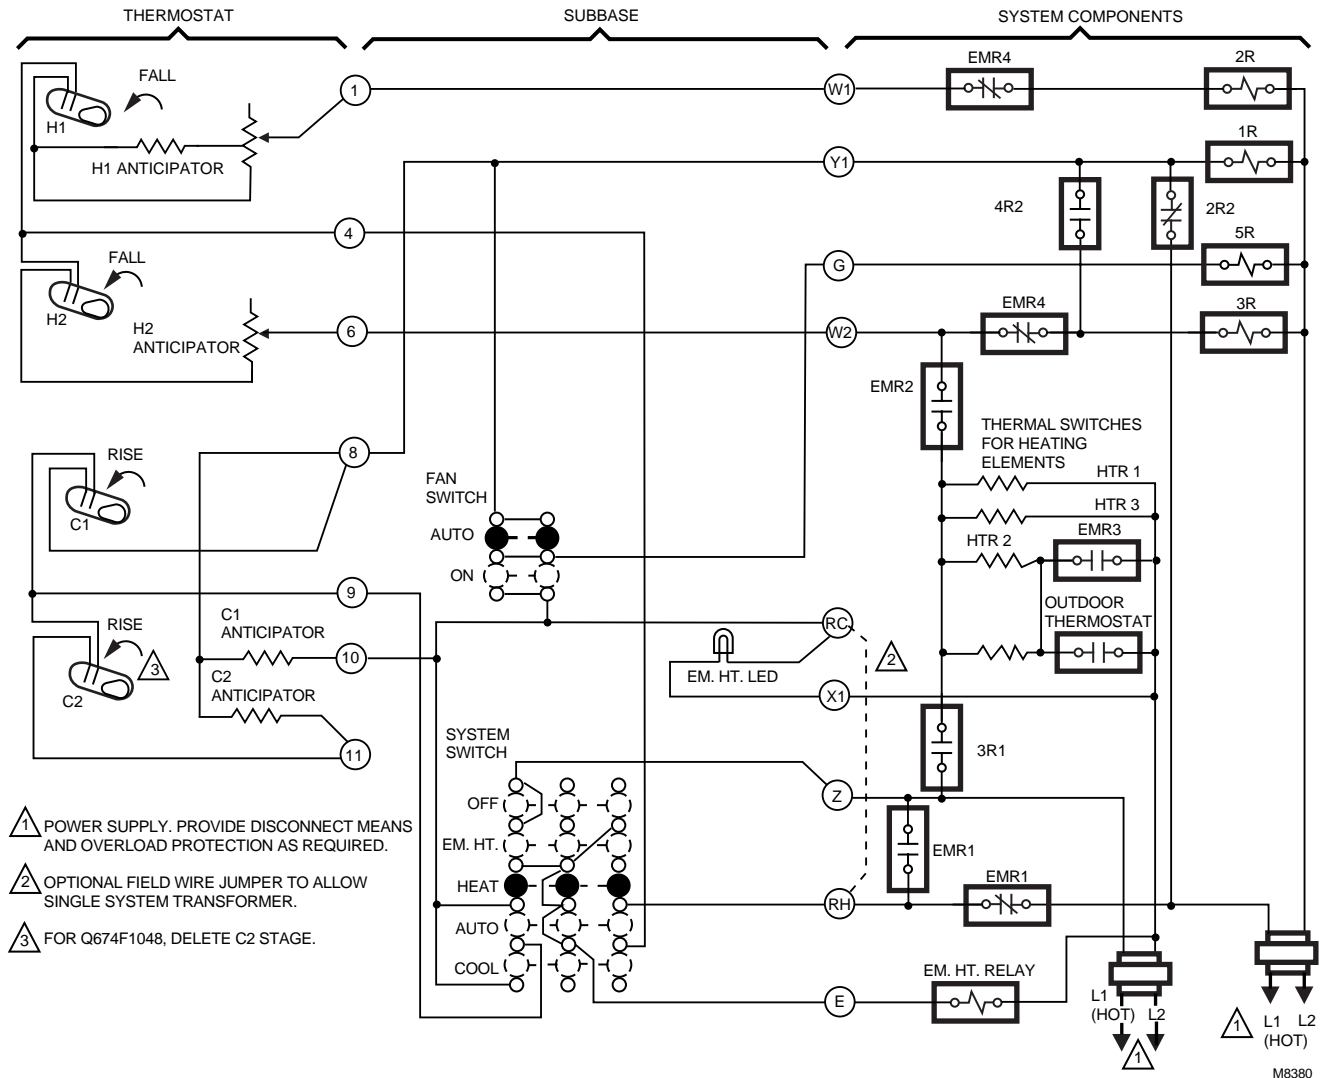 THERMOSTAT
SUBBASE
SYSTEM COMPONENTS
FALL
H1
H1 ANTICIPATOR
1
W1
EMR4
2R
Y1
1R
4R2
2R2
4
5R
G
FALL
H2
H2
ANTICIPATOR
6
W2
EMR4
3R
EMR2
THERMAL SWITCHES
FOR HEATING
ELEMENTS
HTR 1
HTR 3
HTR 2
EMR3
OUTDOOR
THERMOSTAT
RISE
C1
8
FAN
SWITCH
AUTO
ON
9
C1
ANTICIPATOR
10
RISE
3
C2
C2
ANTICIPATOR
11
RC
2
EM. HT. LED
X1
SYSTEM
SWITCH
3R1
OFF
EM. HT.
HEAT
AUTO
COOL
Z
EMR1
RH
EMR1
EM. HT. RELAY
E
L1
(HOT)
L2
1
1
L1
(HOT)
L2
1 POWER SUPPLY. PROVIDE DISCONNECT MEANS
AND OVERLOAD PROTECTION AS REQUIRED.
2 OPTIONAL FIELD WIRE JUMPER TO ALLOW
SINGLE SYSTEM TRANSFORMER.
3 FOR Q674F1048, DELETE C2 STAGE.
M8380